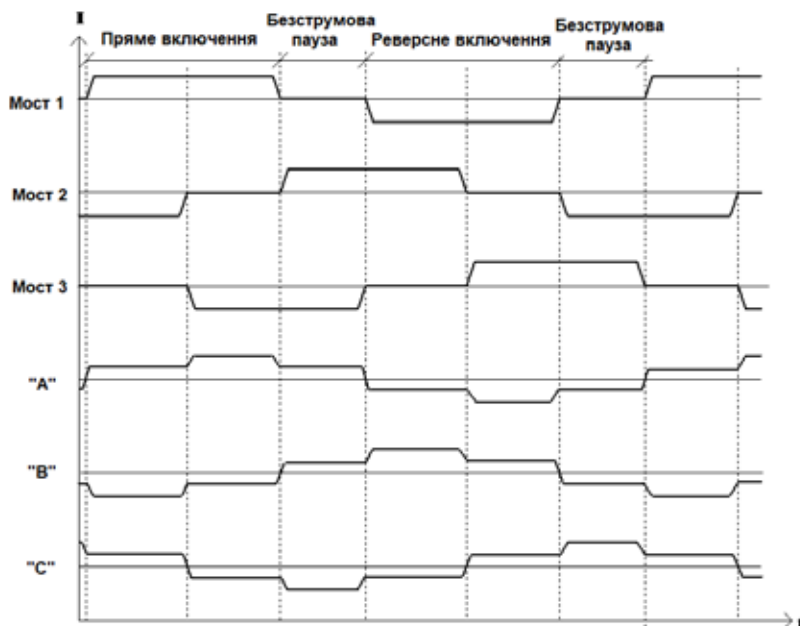 I
Пряме включення
Безструмова
пауза
Реверсне включення
Безструмова
пауза
Мост 1
Мост 2
Мост 3
"A"
"B"
"C"